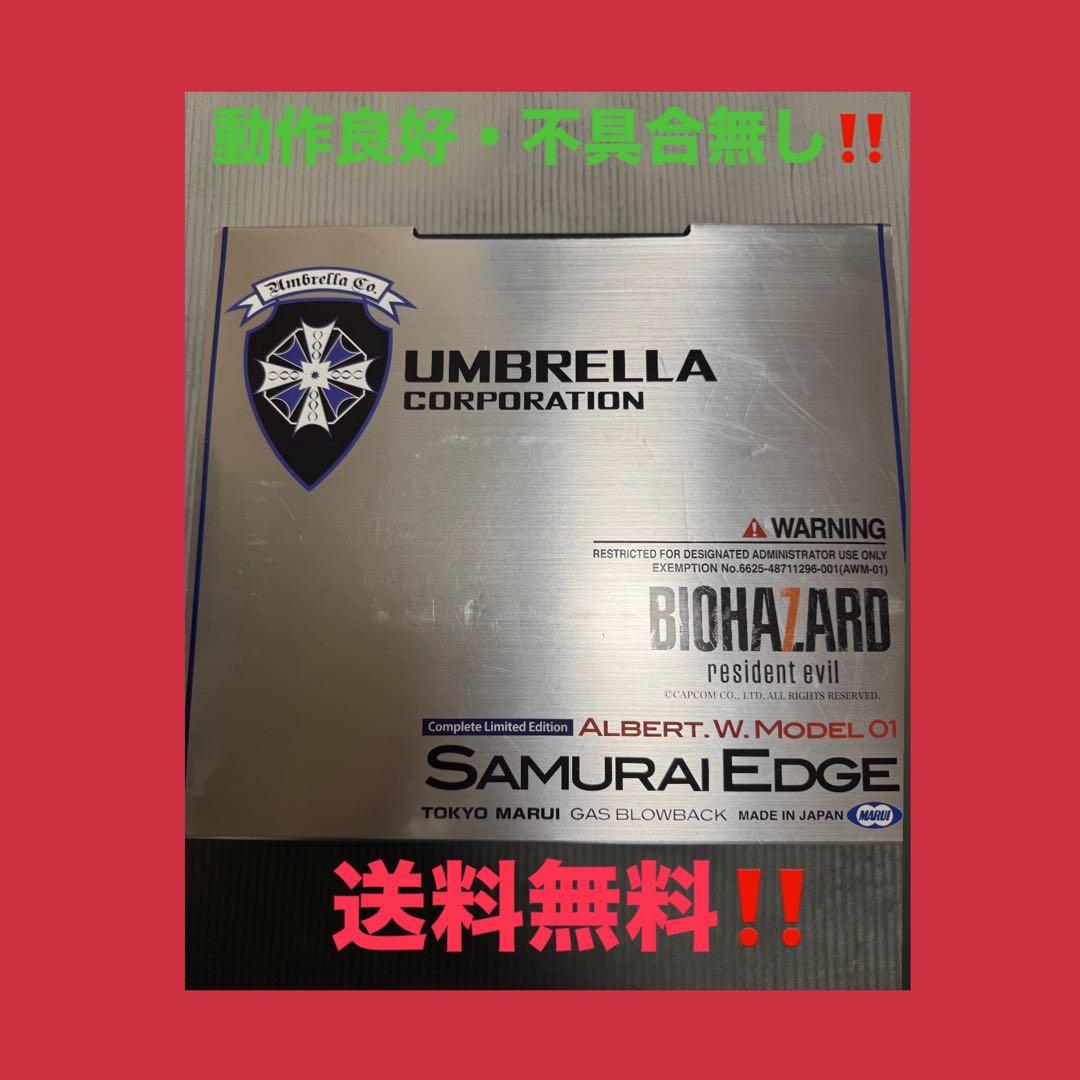 動作良好・不具合無し‼️
Umbrella Co.
UMBRELLA
CORPORATION
WARNING
RESTRICTED FOR DESIGNATED ADMINISTRATOR USE ONLY
EXEMPTION No.6625-48711296-001(AWM-01)
BIOHAZARD
resident evil
©CAPCOM CO., LTD. ALL RIGHTS RESERVED.
Complete Limited Edition ALBERT.W.MODEL 01
SAMURAI EDGE
TOKYO MARUI GAS BLOWBACK MADE IN JAPAN MARUI
送料無料‼️